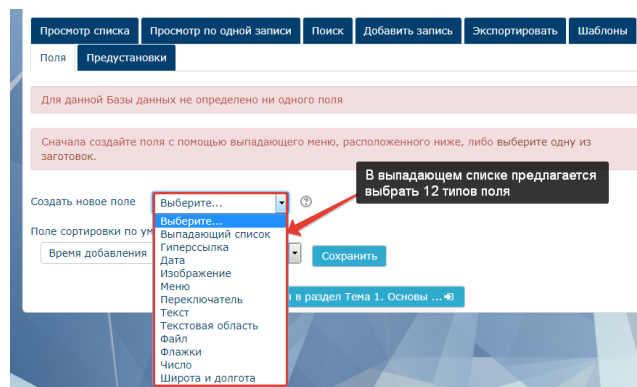 Просмотр списка Просмотр по одной записи Поиск Добавить запись Экспортировать Шаблоны
Поля Предустановки
Для данной Базы данных не определено ни одного поля
Сначала создайте поля с помощью выпадающего меню, расположенного ниже, либо выберите одну из
заготовок.
В выпадающем списке предлагается
выбрать 12 типов поля
Создать новое поле Выберите...
Выберите...
Поле сортировки по
Выпадающий список
Гиперссылка
Время добавления
Сохранить
Дата
Изображение
Меню
Переключатель
в раздел Тема 1. Основы ...
Текст
Текстовая область
Файл
Флажки
Число
Широта и долгота